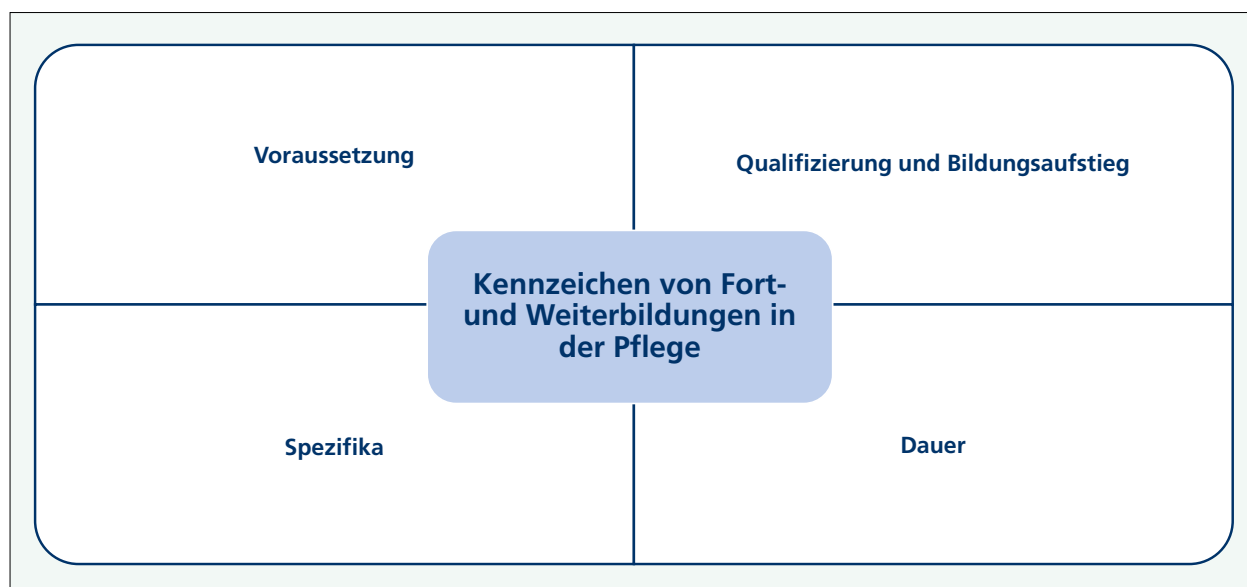 Voraussetzung
Qualifizierung und Bildungsaufstieg
Kennzeichen von Fort-
und Weiterbildungen in
der Pflege
Spezifika
Dauer